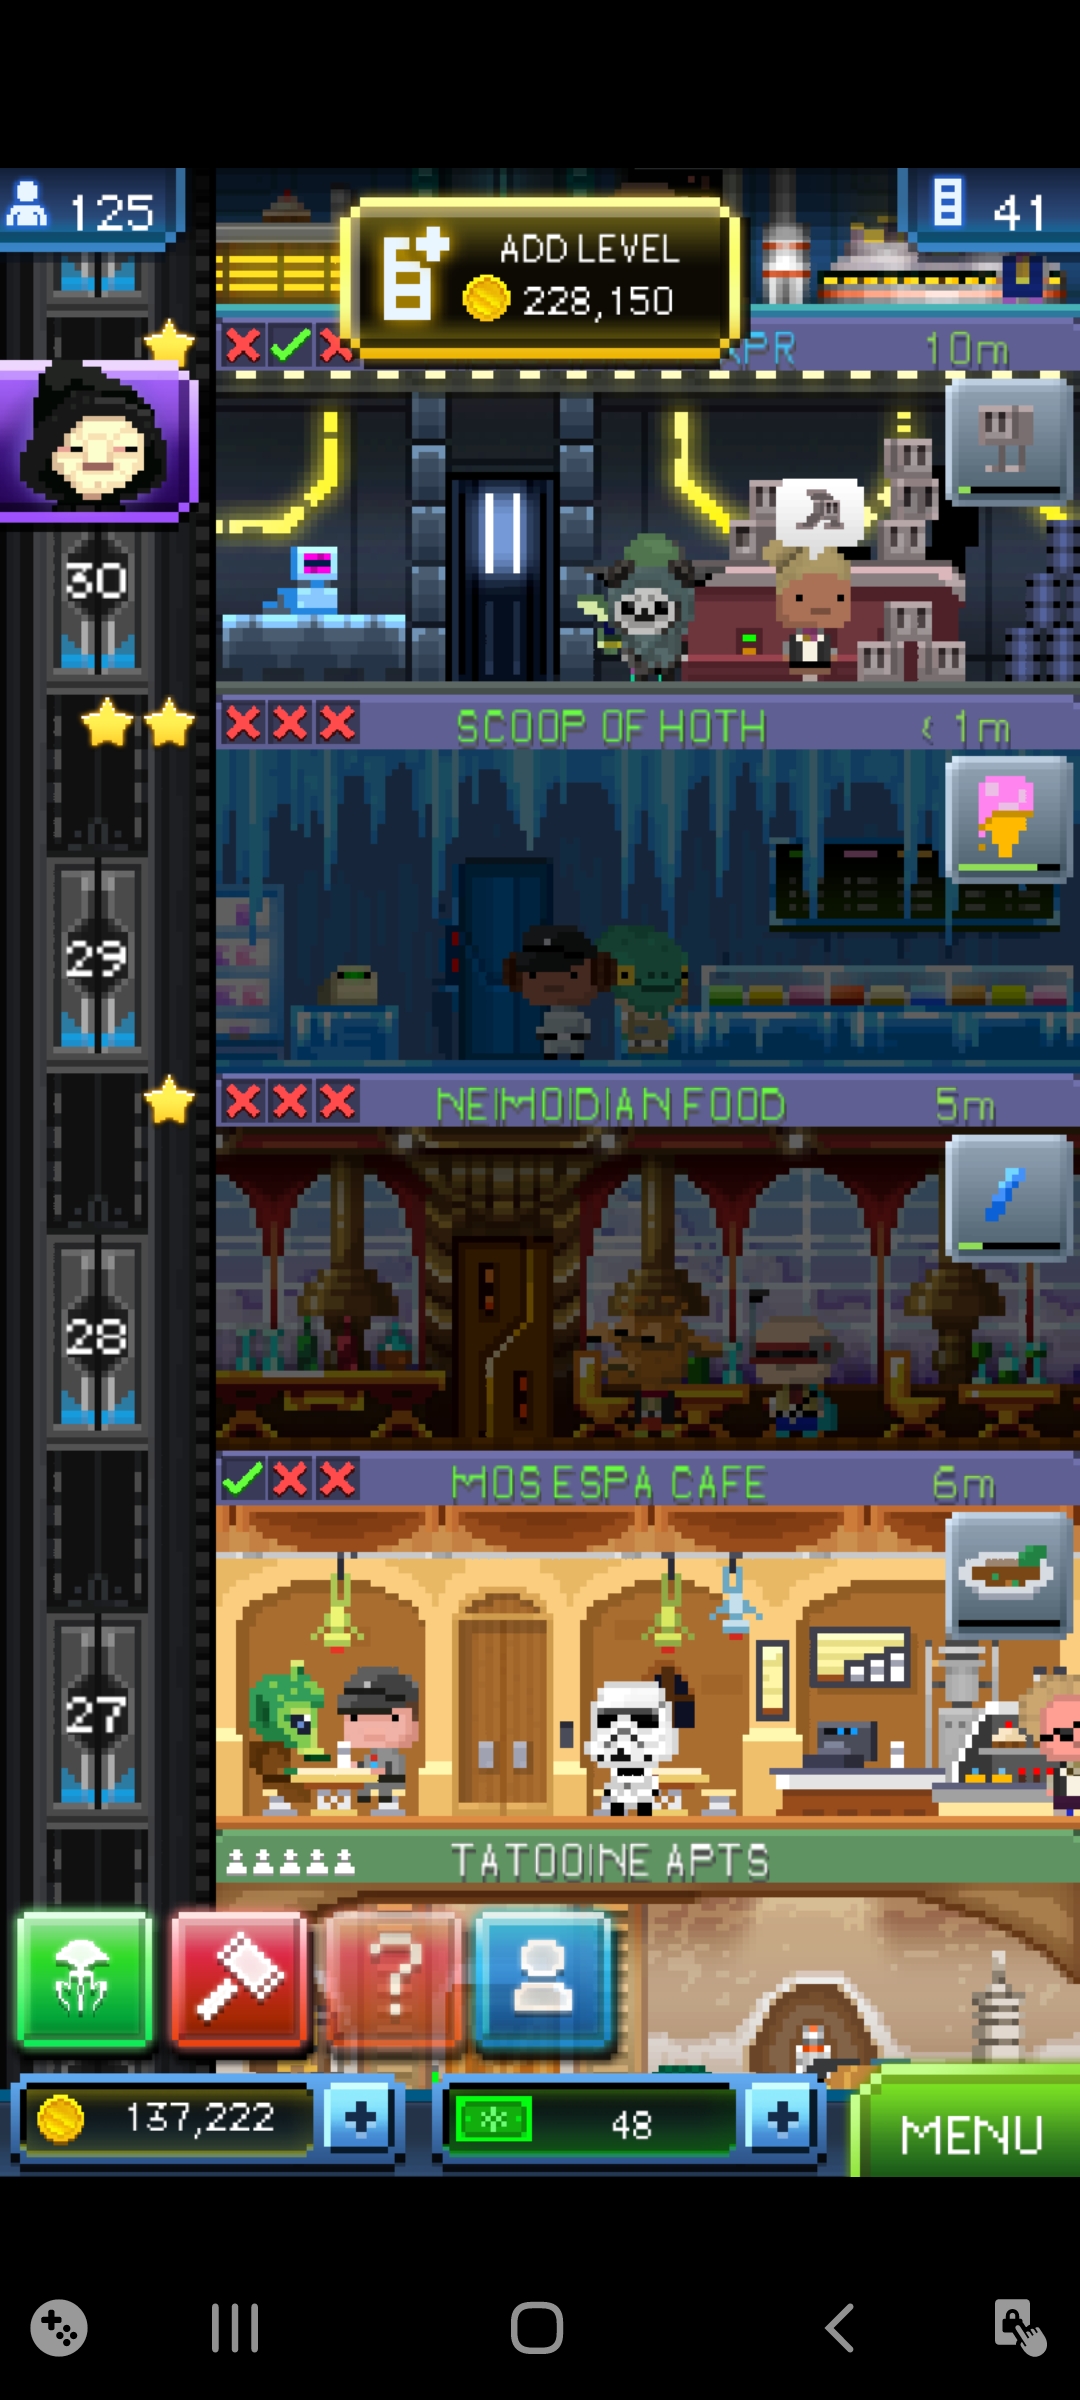 125
ADD LEVEL
228,150
41
PR
10m
30
SCOOP OF HOTH
< 1m
29
NEIMOIDIAN FOOD
5m
28
MOS ESPA CAFE
6m
27
TATOOINE APTS
?
137,222
+
48
+
MENU